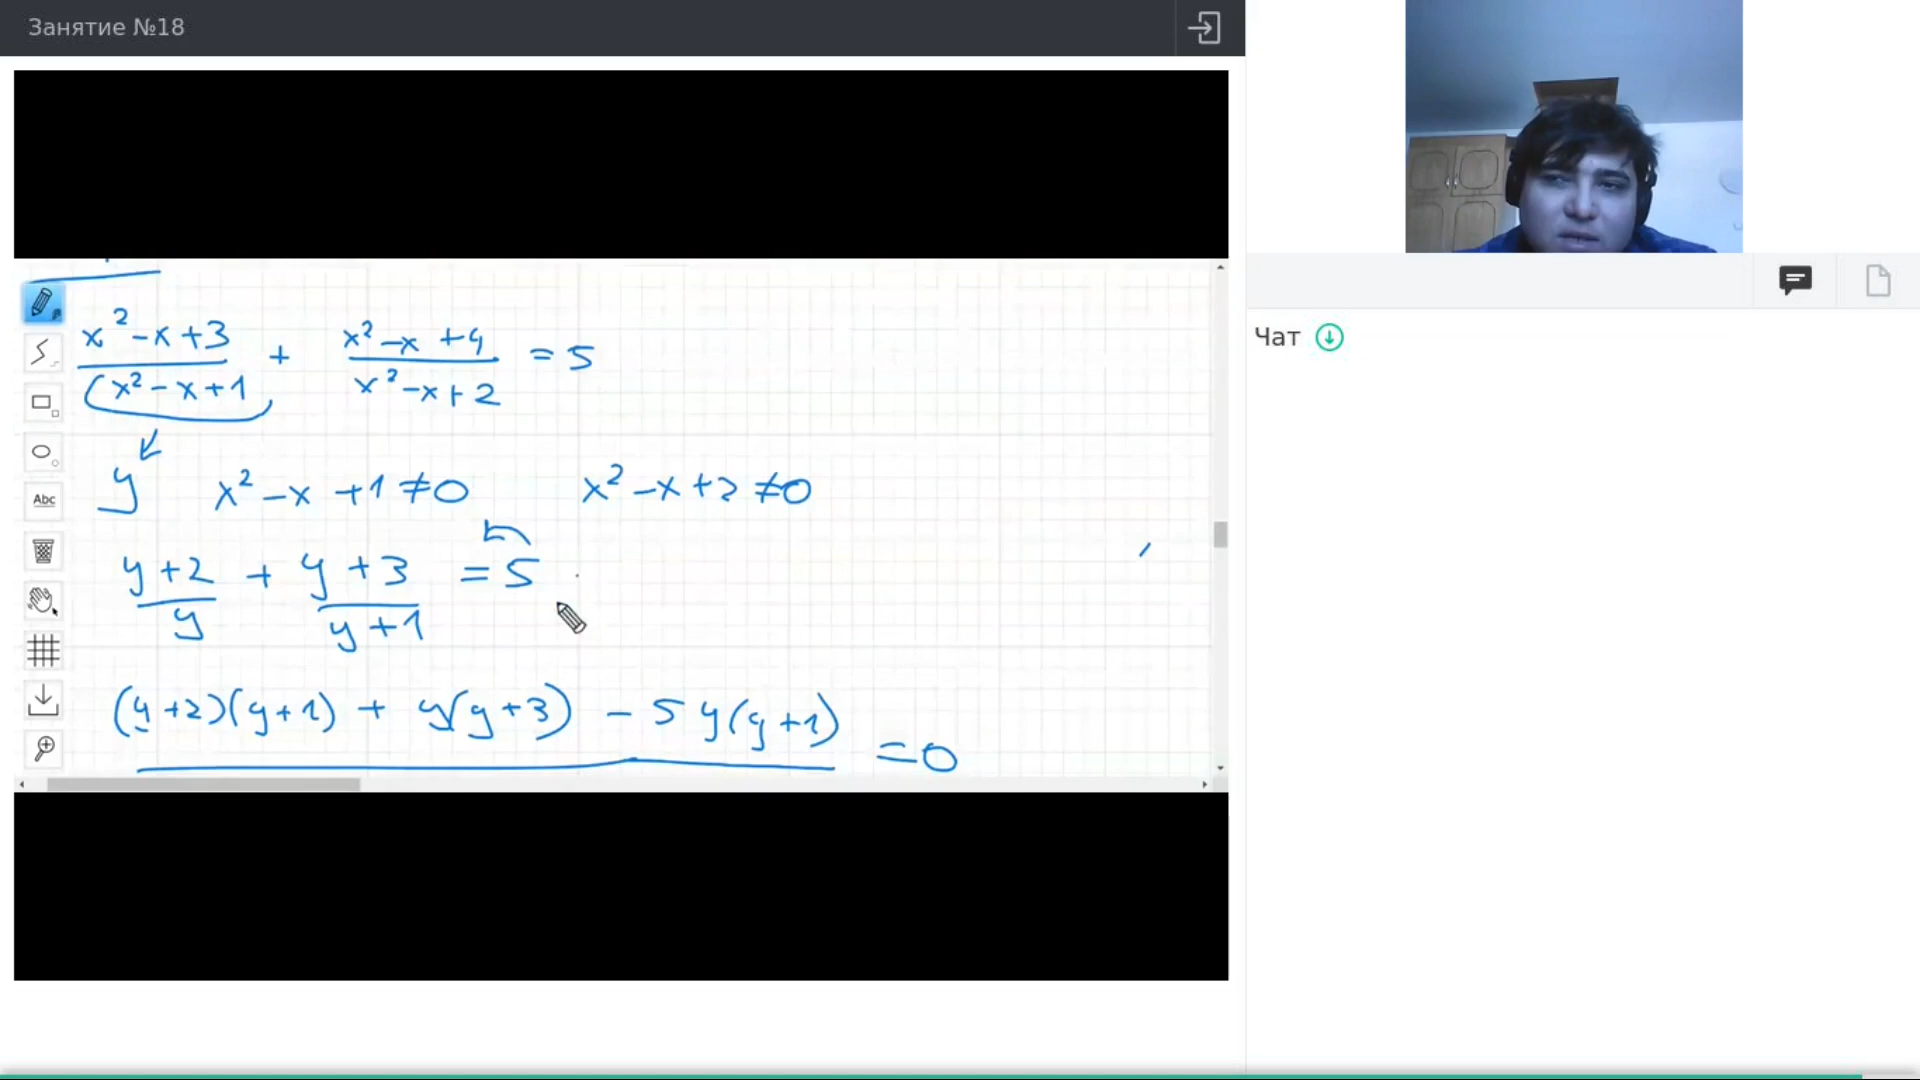 Занятие №18
Чат
x² - x + 3 / x² - x + 1 + x² - x + 4 / x² - x + 2 = 5
y x² - x + 1 ≠ 0 x² - x + 2 ≠ 0
y + 2 / y + y + 3 / y + 1 = 5
(y + 2)(y + 1) + y(y + 3) - 5y(y + 1) = 0
Abc